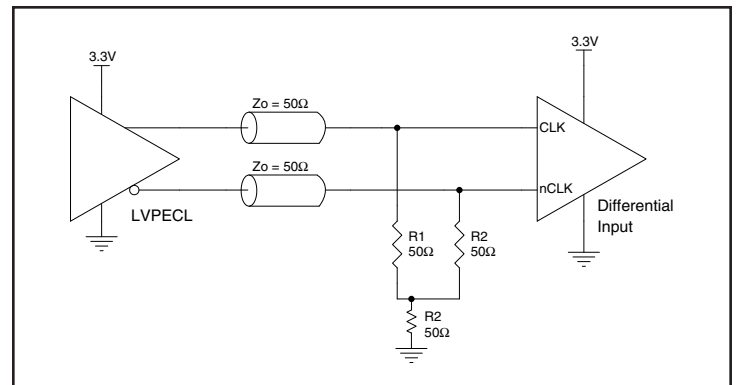 3.3V
3.3V
Zo = 50Ω
CLK
Zo = 50Ω
nCLK
LVPECL
Differential
Input
R1
50Ω
R2
50Ω
R2
50Ω